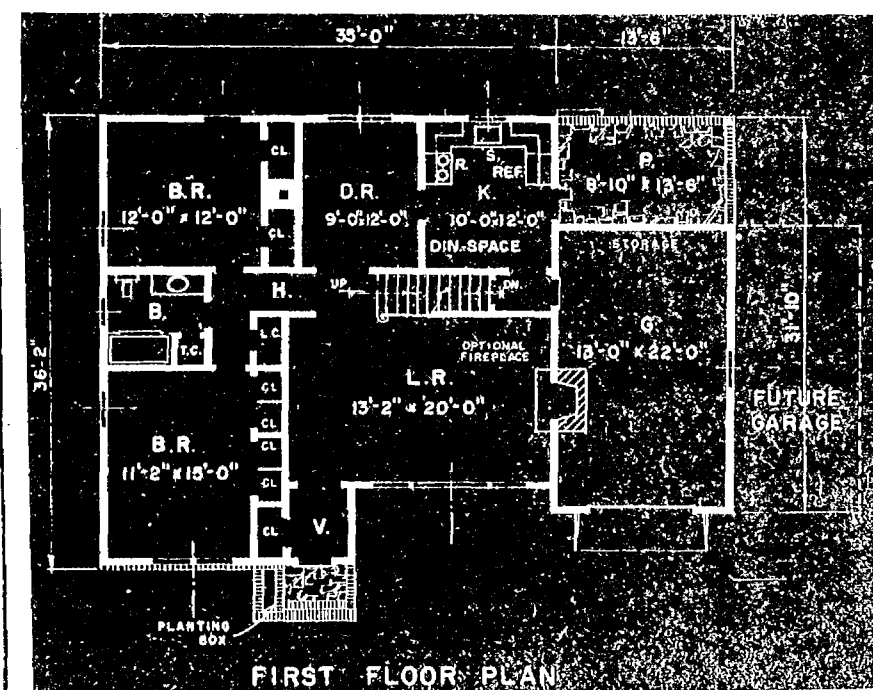 35'-0"
13'-6"
CL.
B.R.
12'-0" x 12'-0"
CL.
D.R.
9'-0"x12'-0"
R.
S.
REF.
K.
10'-0"x12'-0"
DIN. SPACE
P.
8'-10" x 13'-6"
STORAGE
B.
T.C.
H.
UP
DN.
L.C.
OPTIONAL
FIREPLACE
L.R.
13'-2" x 20'-0"
G.
13'-0" x 22'-0"
31'-10"
36'-2"
FUTURE
GARAGE
CL
CL
CL
CL
B.R.
11'-2" x 15'-0"
CL
V.
PLANTING
BOX
FIRST FLOOR PLAN